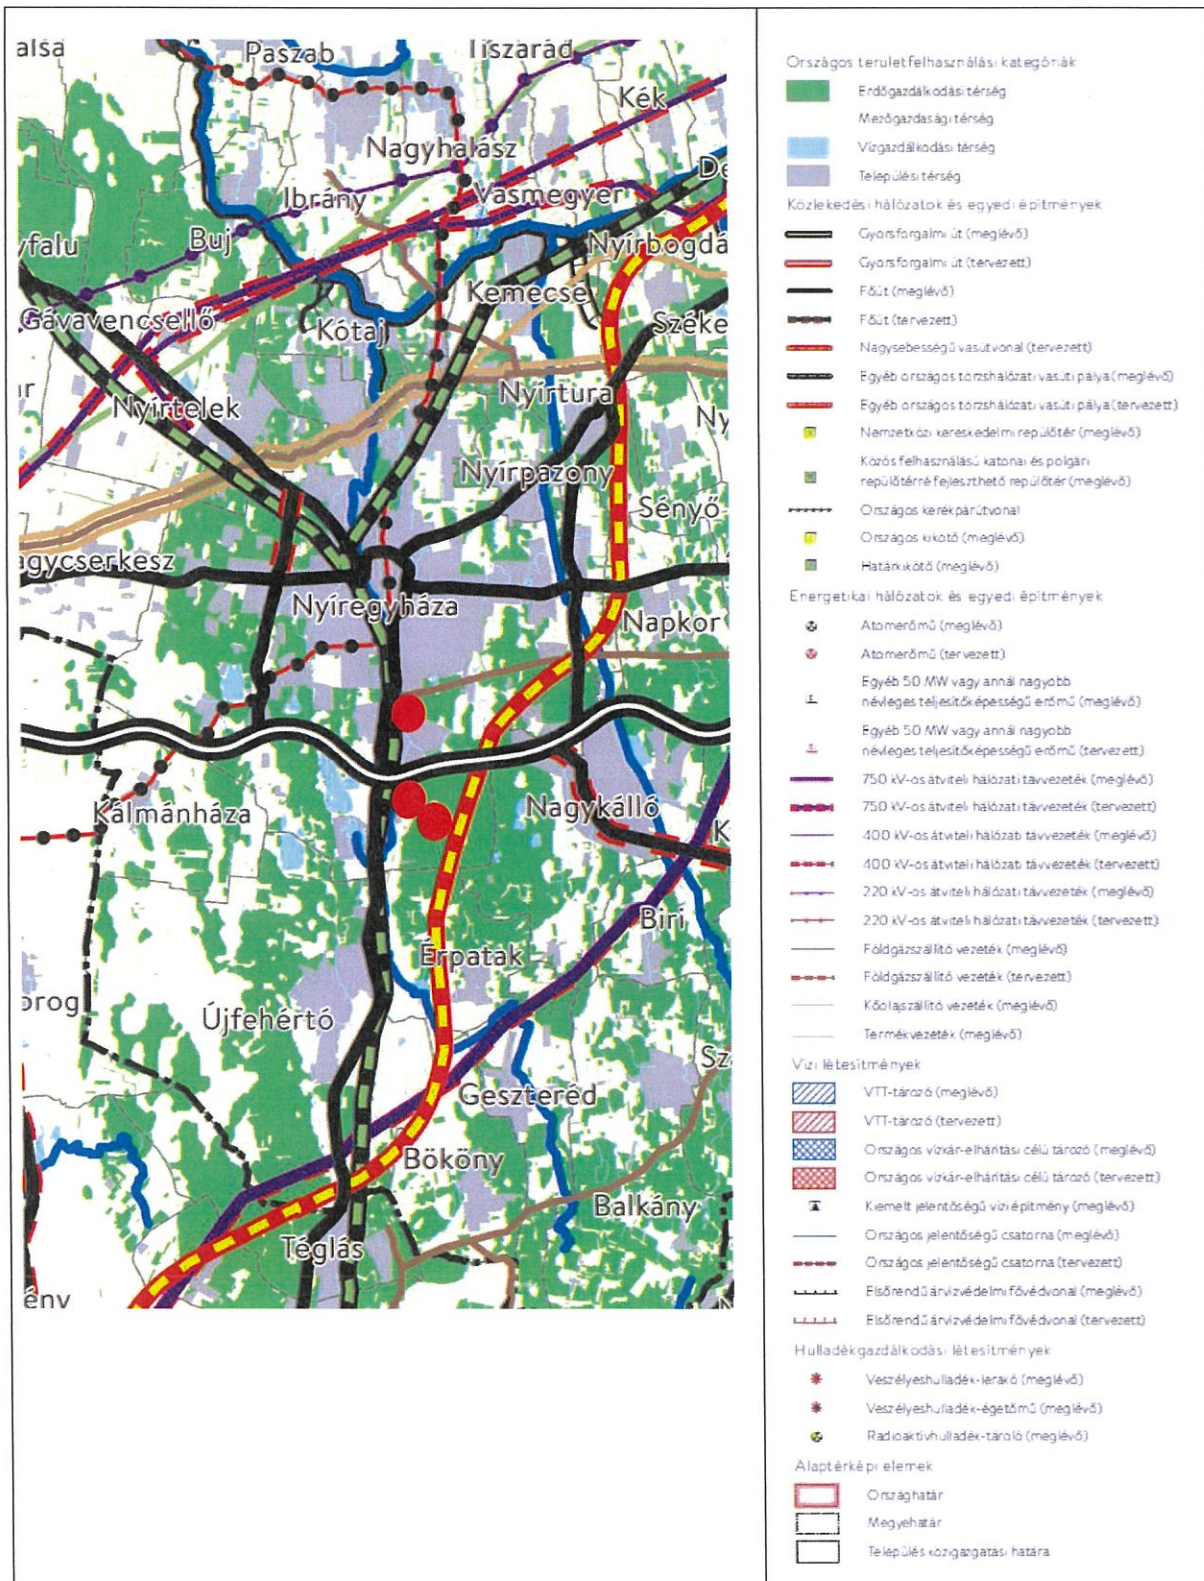 alsa
Paszab
Tiszarád
Kék
Nagyhalász
Ibrány
Vasmegyer
De
Buj
yfalu
Nyírbogdá
Kemecse
Gávavencsellő
Kótaj
Széke
Nyírtura
Nyírtelek
Ny
Nyírpazony
Sényő
agycserkesz
Nyíregyháza
Napkor
Kálmánháza
Nagykálló
K
Biri
Érpatak
orog
Újfehértó
Sz
Geszteréd
Bököny
Balkány
Téglás
ény
Országos területfelhasználási kategóriák
Erdőgazdálkodási térség
Mezőgazdasági térség
Vízgazdálkodási térség
Települési térség
Közlekedési hálózatok és egyedi építmények
Gyorsforgalmi út (meglévő)
Gyorsforgalmi út (tervezett)
Főút (meglévő)
Főút (tervezett)
Nagysebességű vasútvonal (tervezett)
Egyéb országos törzshálózati vasúti pálya (meglévő)
Egyéb országos törzshálózati vasúti pálya (tervezett)
Nemzetközi kereskedelmi repülőtér (meglévő)
Közös felhasználású katonai és polgári
repülőtérré fejleszthető repülőtér (meglévő)
Országos kerékpárútvonal
Országos kikötő (meglévő)
Határkikötő (meglévő)
Energetikai hálózatok és egyedi építmények
Atomerőmű (meglévő)
Atomerőmű (tervezett)
Egyéb 50 MW vagy annál nagyobb
névleges teljesítőképességű erőmű (meglévő)
Egyéb 50 MW vagy annál nagyobb
névleges teljesítőképességű erőmű (tervezett)
750 kV-os átviteli hálózati távvezeték (meglévő)
750 kV-os átviteli hálózati távvezeték (tervezett)
400 kV-os átviteli hálózati távvezeték (meglévő)
400 kV-os átviteli hálózati távvezeték (tervezett)
220 kV-os átviteli hálózati távvezeték (meglévő)
220 kV-os átviteli hálózati távvezeték (tervezett)
Földgázszállító vezeték (meglévő)
Földgázszállító vezeték (tervezett)
Kőolajszállító vezeték (meglévő)
Termékvezeték (meglévő)
Vízi létesítmények
VTT-tározó (meglévő)
VTT-tározó (tervezett)
Országos vízkár-elhárítási célú tározó (meglévő)
Országos vízkár-elhárítási célú tározó (tervezett)
Kiemelt jelentőségű vízi építmény (meglévő)
Országos jelentőségű csatorna (meglévő)
Országos jelentőségű csatorna (tervezett)
Elsőrendű árvízvédelmi fővédvonal (meglévő)
Elsőrendű árvízvédelmi fővédvonal (tervezett)
Hulladékgazdálkodási létesítmények
Veszélyeshulladék-lerakó (meglévő)
Veszélyeshulladék-égetőmű (meglévő)
Radioaktívhulladék-tároló (meglévő)
Alaptérképi elemek
Országhatár
Megyehatár
Település közigazgatási határa